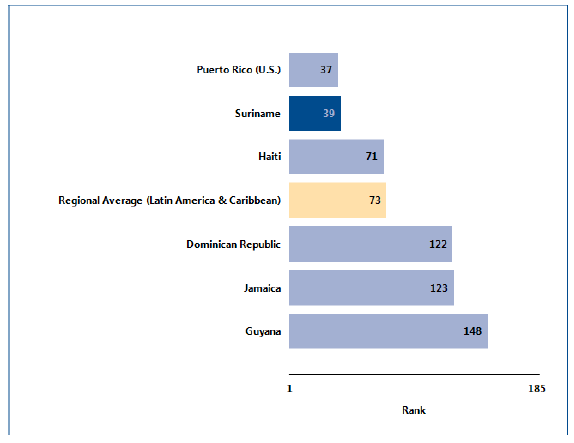 Puerto Rico (U.S.) 37
Suriname 39
Haiti 71
Regional Average (Latin America & Caribbean) 73
Dominican Republic 122
Jamaica 123
Guyana 148
1 185
Rank